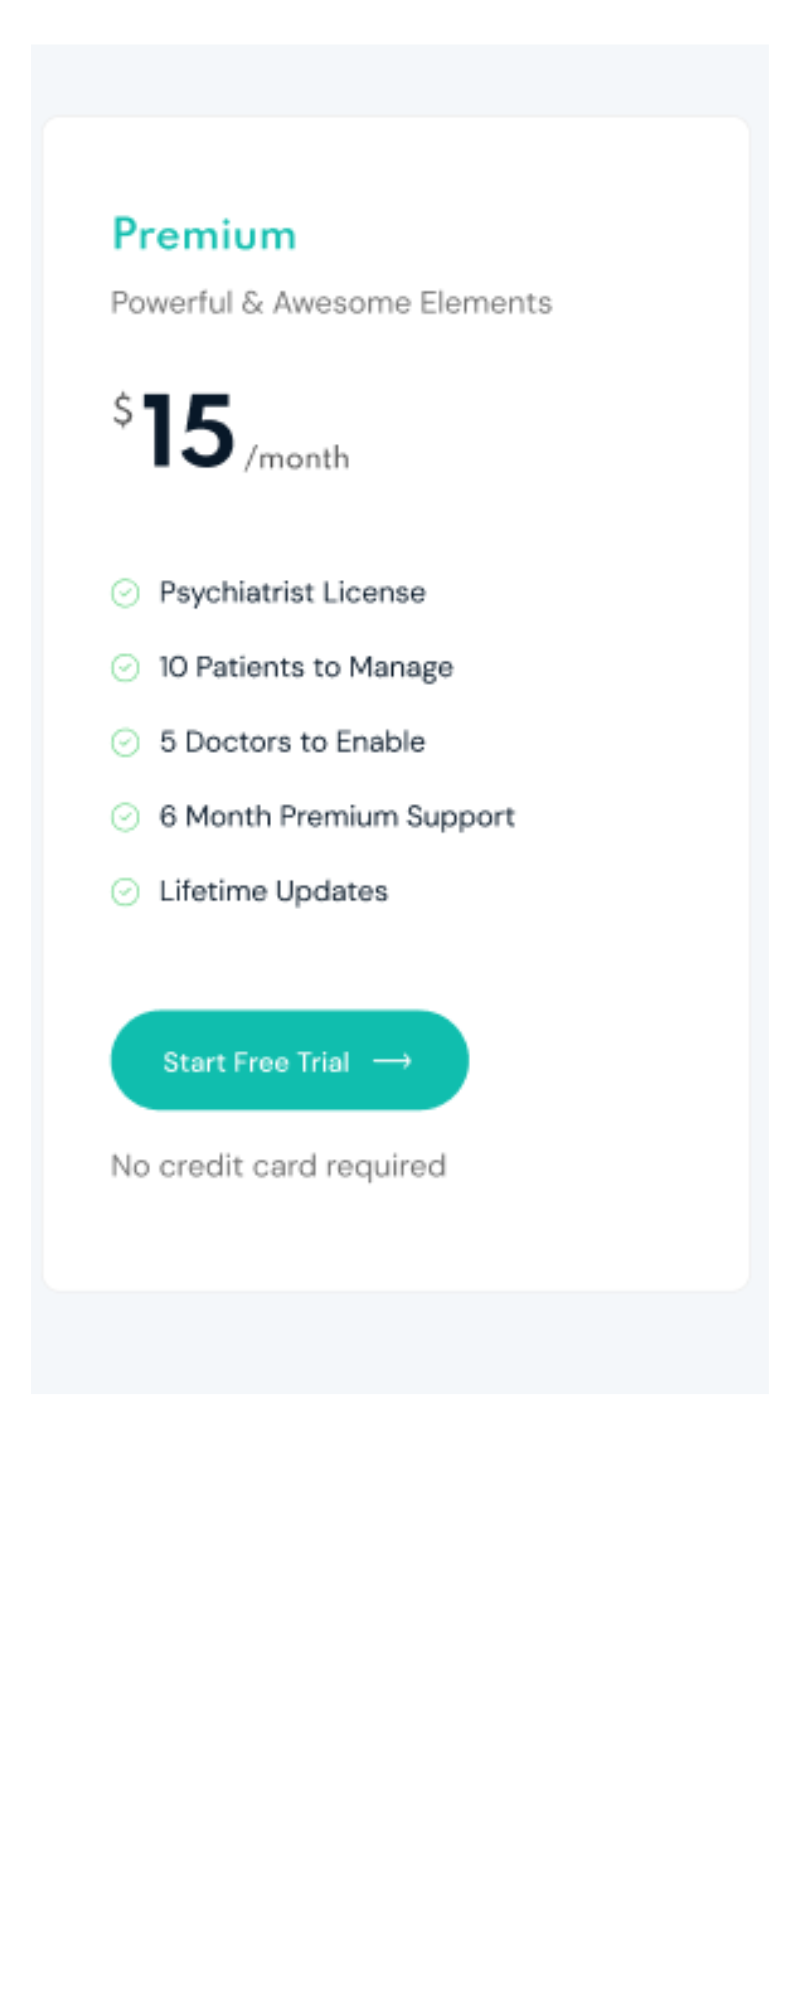 Premium
Powerful & Awesome Elements
$15 /month
Psychiatrist License
10 Patients to Manage
5 Doctors to Enable
6 Month Premium Support
Lifetime Updates
Start Free Trial
No credit card required